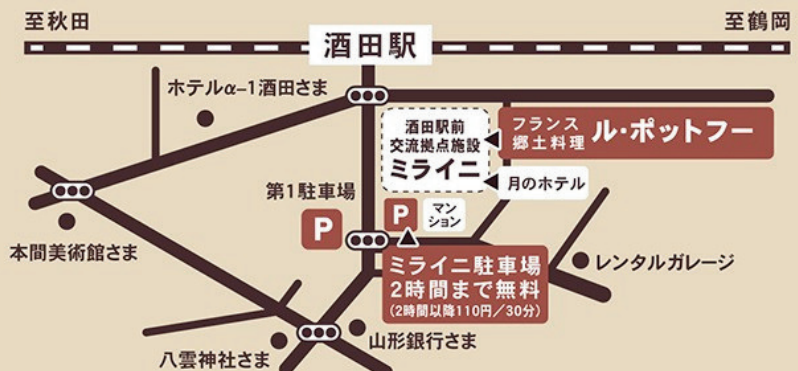 至秋田
至鶴岡
酒田駅
ホテルα-1酒田さま
酒田駅前
交流拠点施設
ミライニ
フランス
郷土料理
ル・ポットフー
月のホテル
第1駐車場
P
P
マン
ション
本間美術館さま
ミライニ駐車場
2時間まで無料
(2時間以降110円/30分)
レンタルガレージ
山形銀行さま
八雲神社さま